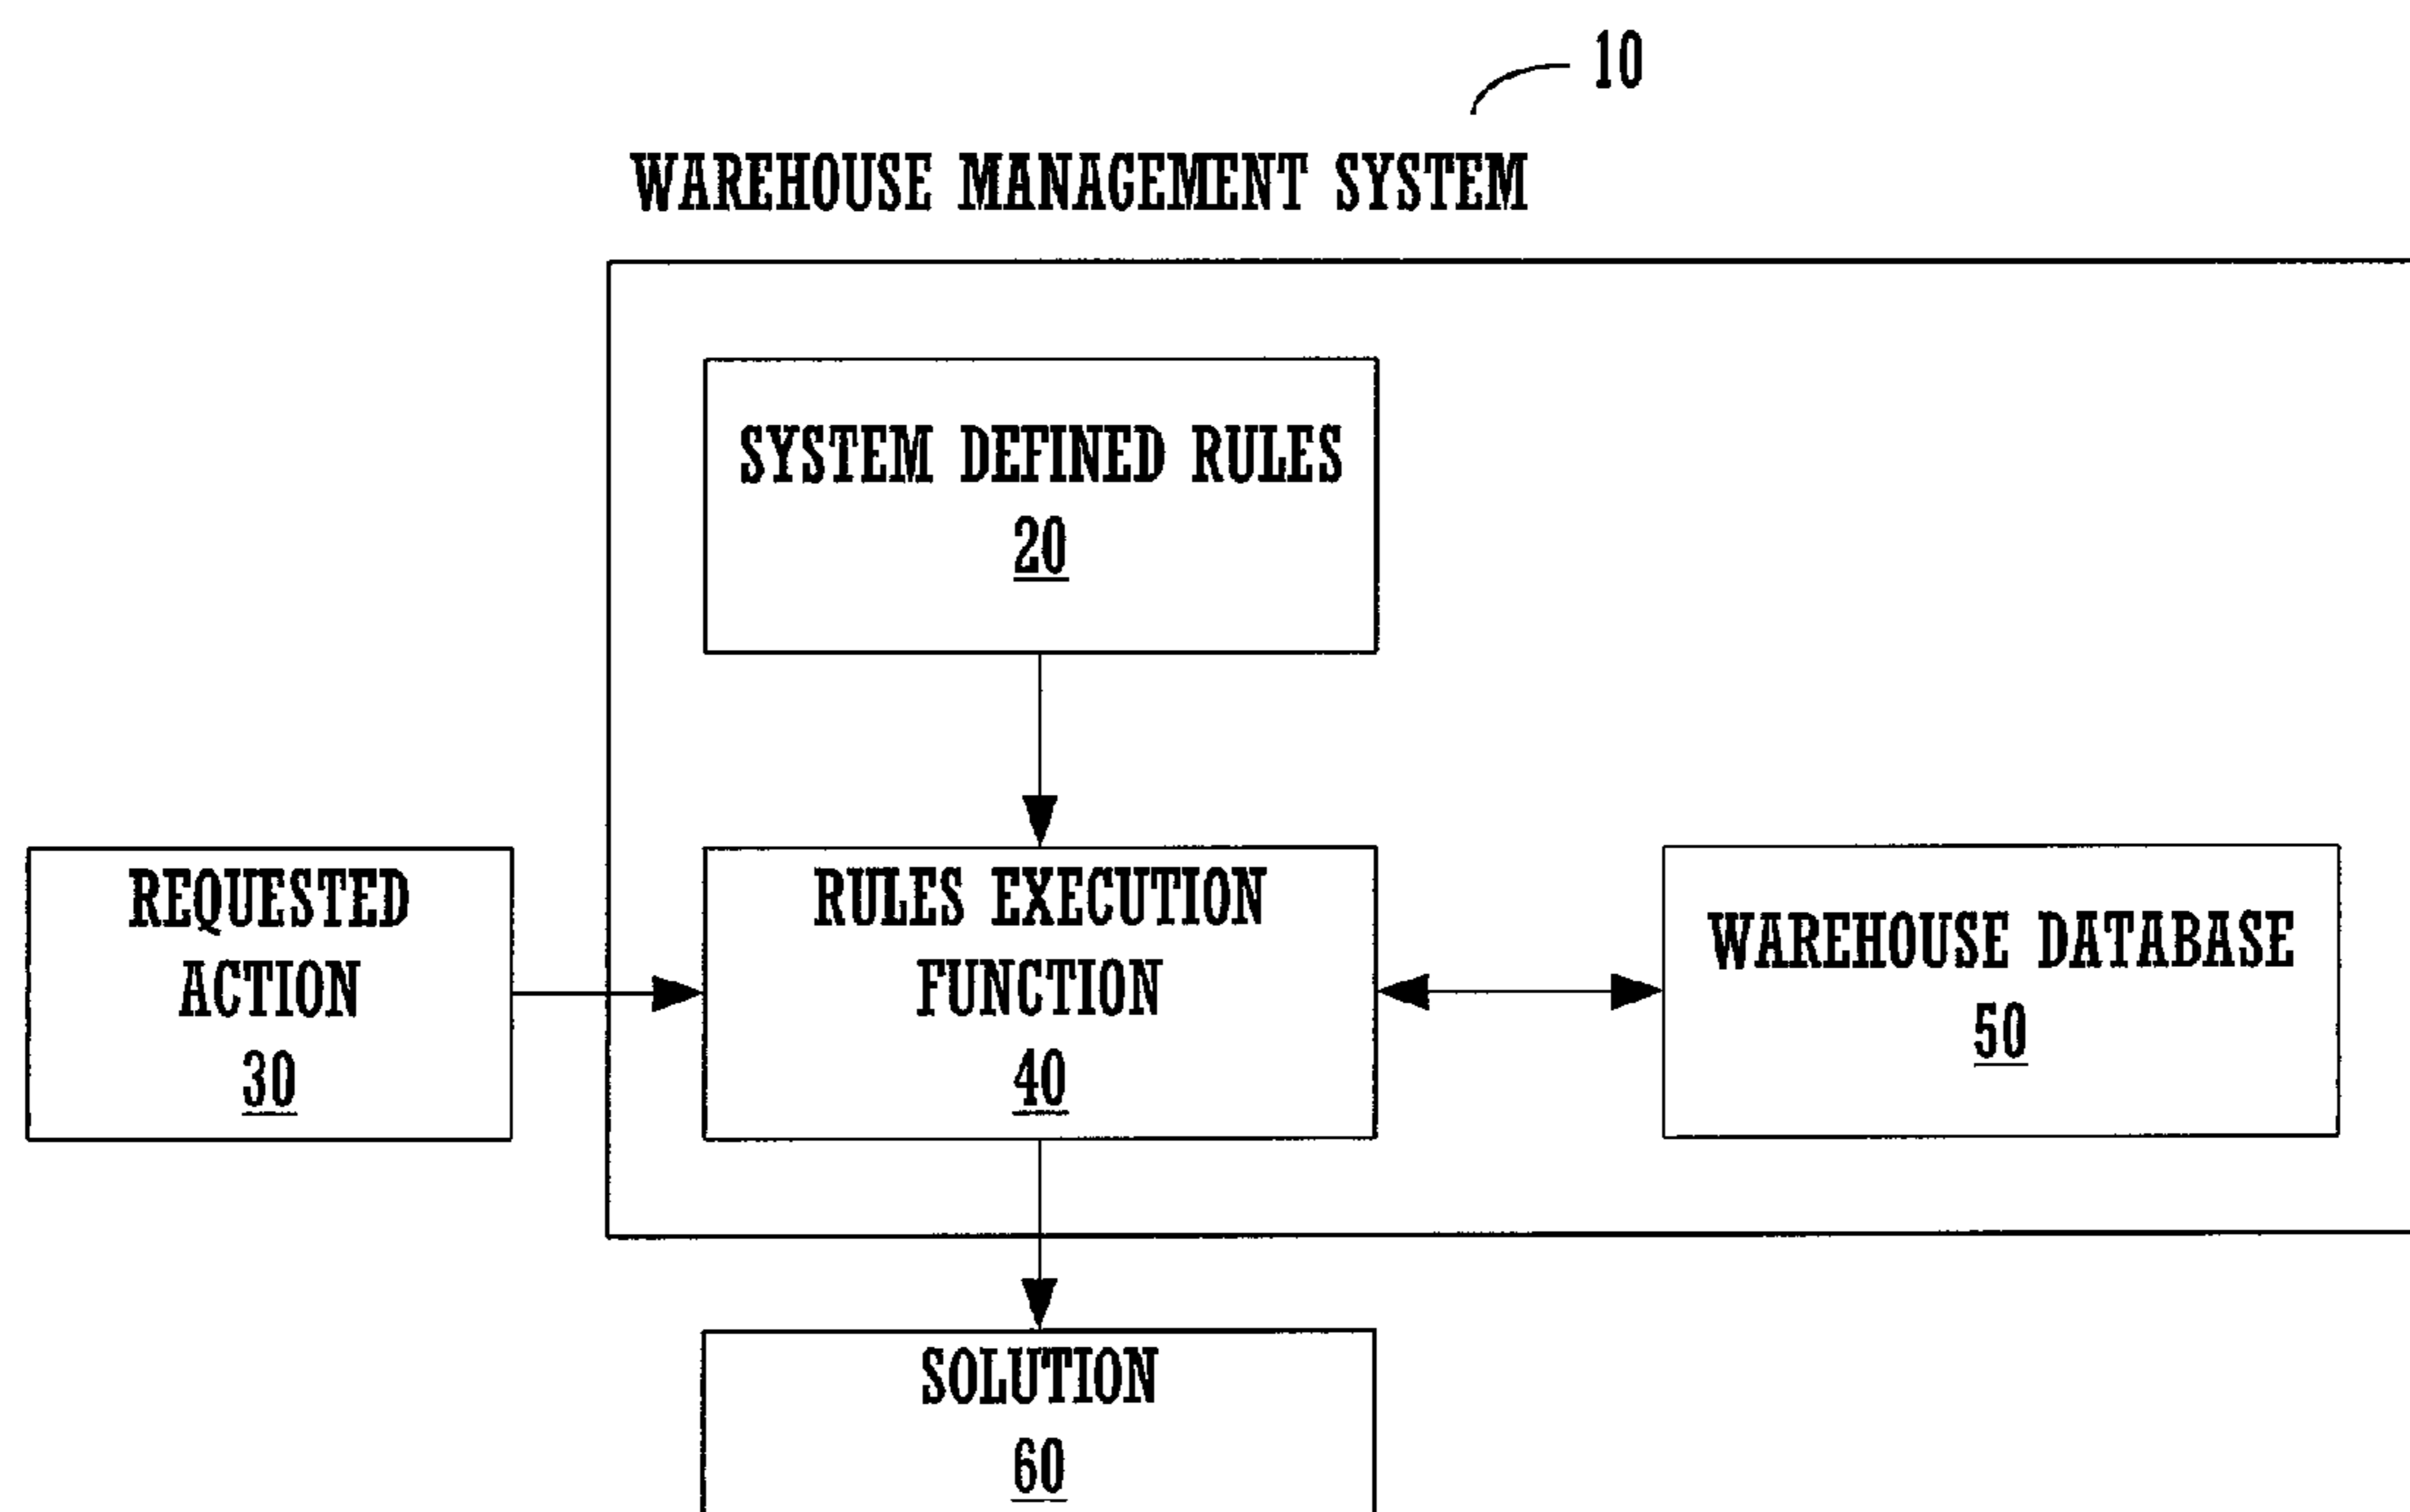 10
WAREHOUSE MANAGEMENT SYSTEM
SYSTEM DEFINED RULES
20
REQUESTED
ACTION
30
RULES EXECUTION
FUNCTION
40
WAREHOUSE DATABASE
50
SOLUTION
60